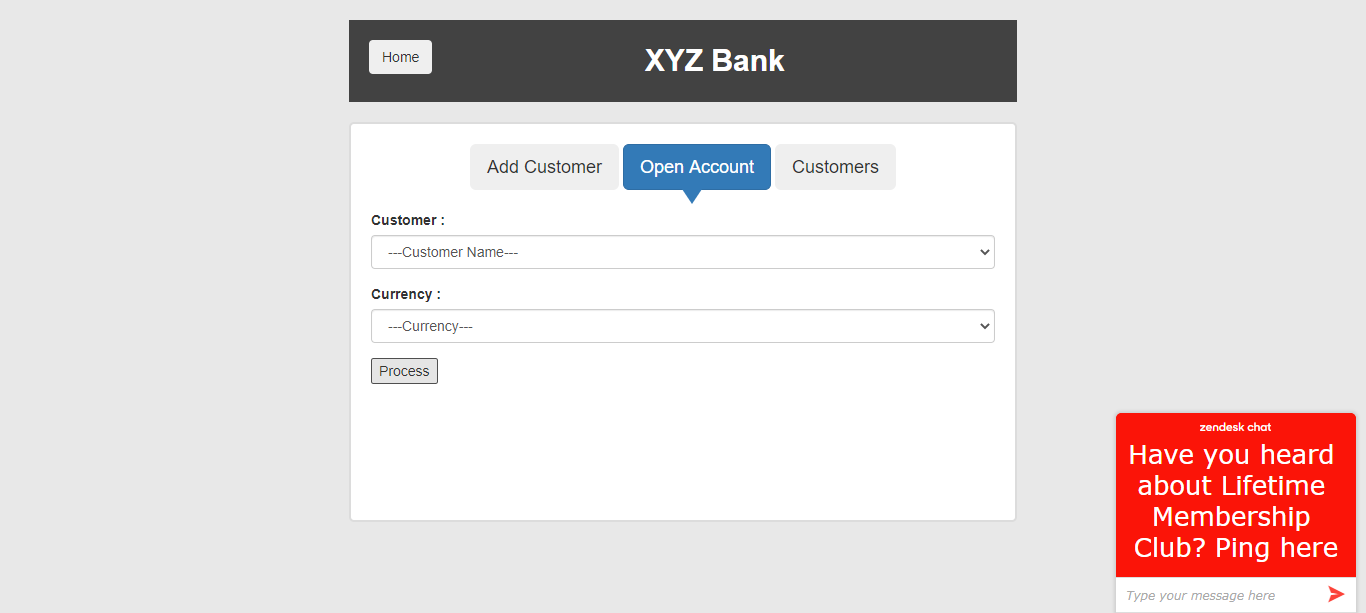 Home
XYZ Bank
Add Customer
Open Account
Customers
Customer :
---Customer Name---
Currency :
---Currency---
Process
zendesk chat
Have you heard
about Lifetime
Membership
Club? Ping here
Type your message here